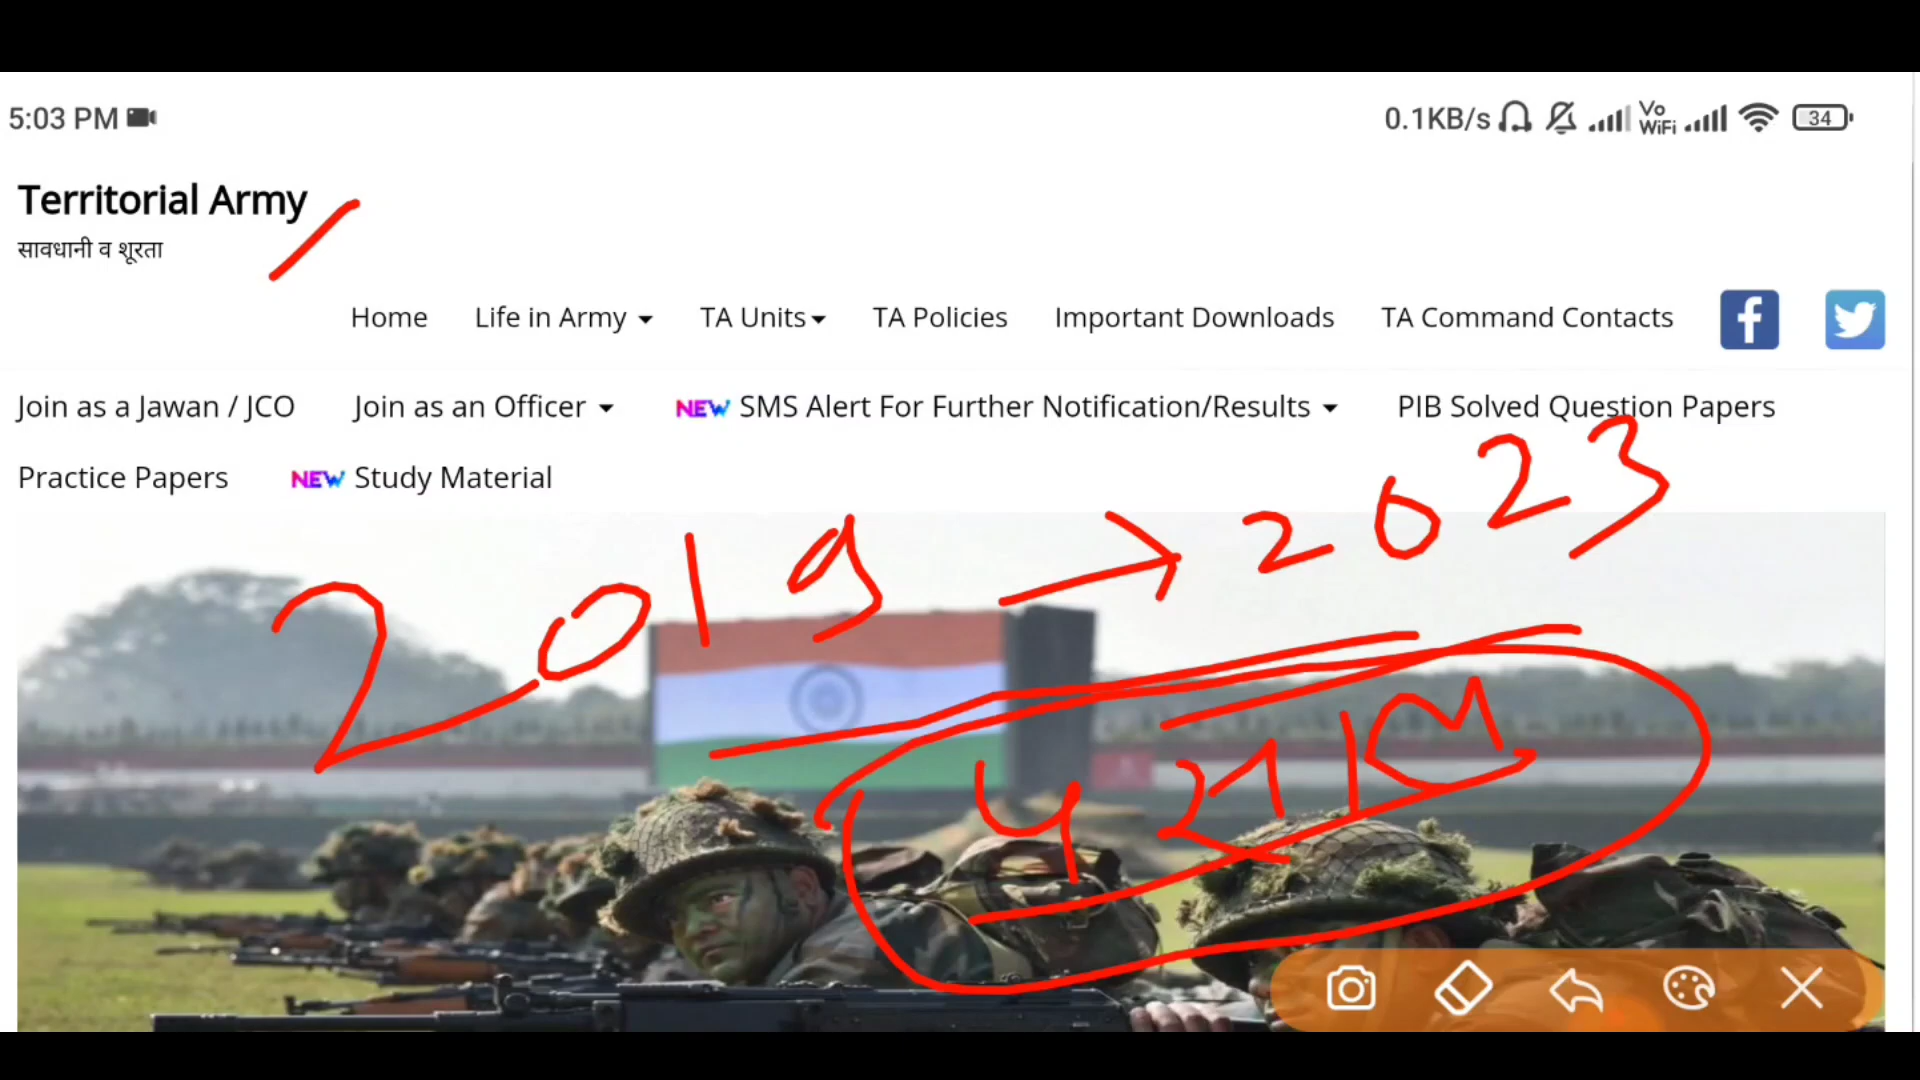 5:03 PM
0.1KB/s Vo WiFi 34
Territorial Army
सावधानी व शूरता
Home Life in Army TA Units TA Policies Important Downloads TA Command Contacts
Join as a Jawan / JCO Join as an Officer NEW SMS Alert For Further Notification/Results PIB Solved Question Papers
Practice Papers NEW Study Material
2019 → 2023
4 साल